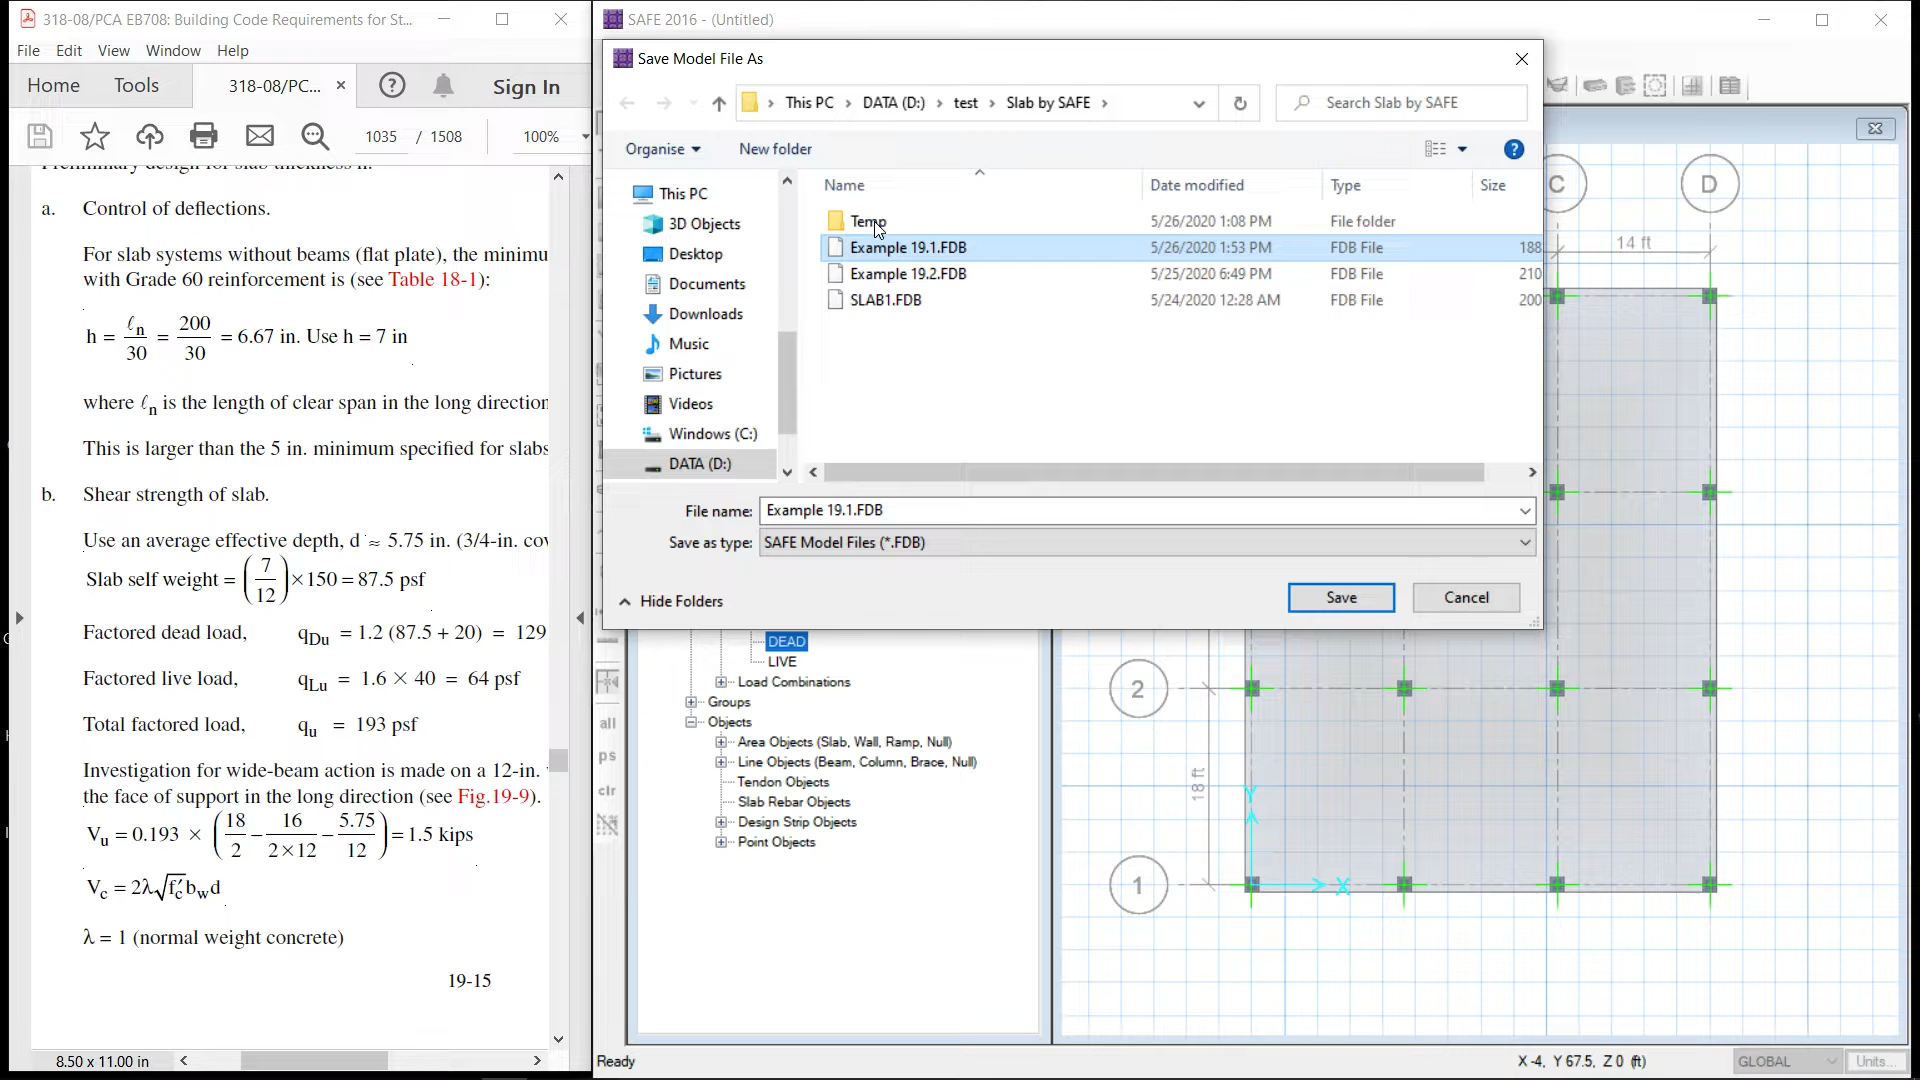 318-08/PCA EB708: Building Code Requirements for St...
File Edit View Window Help
Home Tools 318-08/PC... × ? Sign In
1035 / 1508 100%
a. Control of deflections.
For slab systems without beams (flat plate), the minimu
with Grade 60 reinforcement is (see Table 18-1):
h = ℓn/30 = 200/30 = 6.67 in. Use h = 7 in
where ℓn is the length of clear span in the long direction
This is larger than the 5 in. minimum specified for slabs
b. Shear strength of slab.
Use an average effective depth, d ≈ 5.75 in. (3/4-in. cov
Slab self weight = (7/12) × 150 = 87.5 psf
Factored dead load, qDu = 1.2 (87.5 + 20) = 129
Factored live load, qLu = 1.6 × 40 = 64 psf
Total factored load, qu = 193 psf
Investigation for wide-beam action is made on a 12-in.
the face of support in the long direction (see Fig.19-9).
Vu = 0.193 × (18/2 − 16/2×12 − 5.75/12) = 1.5 kips
Vc = 2λ√f′c bwd
λ = 1 (normal weight concrete)
19-15
8.50 x 11.00 in
SAFE 2016 - (Untitled)
Save Model File As
This PC › DATA (D:) › test › Slab by SAFE ›
Search Slab by SAFE
Organise New folder ?
This PC
3D Objects
Desktop
Documents
Downloads
Music
Pictures
Videos
Windows (C:)
DATA (D:)
Name Date modified Type Size
Temp 5/26/2020 1:08 PM File folder
Example 19.1.FDB 5/26/2020 1:53 PM FDB File 188
Example 19.2.FDB 5/25/2020 6:49 PM FDB File 210
SLAB1.FDB 5/24/2020 12:28 AM FDB File 200
File name: Example 19.1.FDB
Save as type: SAFE Model Files (*.FDB)
Hide Folders Save Cancel
DEAD
LIVE
Load Combinations
Groups
Objects
Area Objects (Slab, Wall, Ramp, Null)
Line Objects (Beam, Column, Brace, Null)
Tendon Objects
Slab Rebar Objects
Design Strip Objects
Point Objects
all
ps
clr
C D
14 ft
2
18 ft
Y
1
X
Ready
X -4, Y 67.5, Z 0 (ft)
GLOBAL Units...